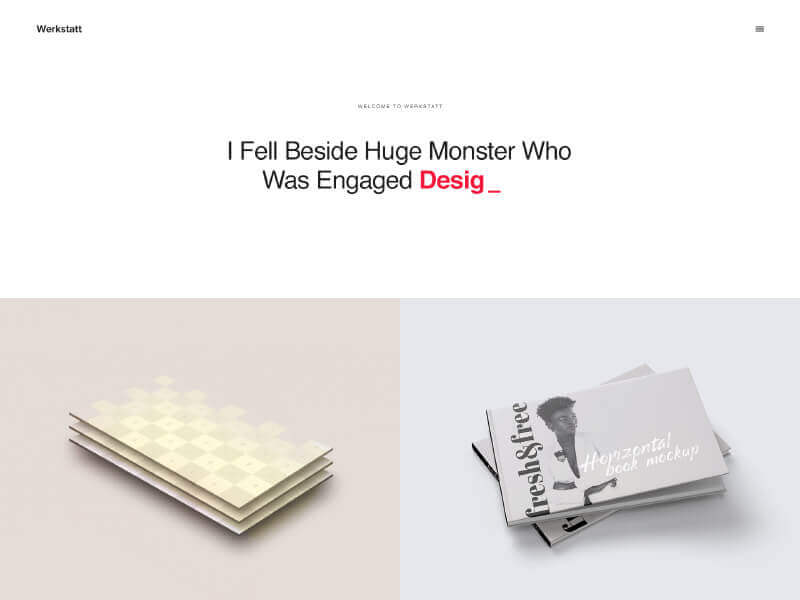 Werkstatt
WELCOME TO WERKSTATT
I Fell Beside Huge Monster Who
Was Engaged Desig_
fresh&free
Horizontal
book mockup